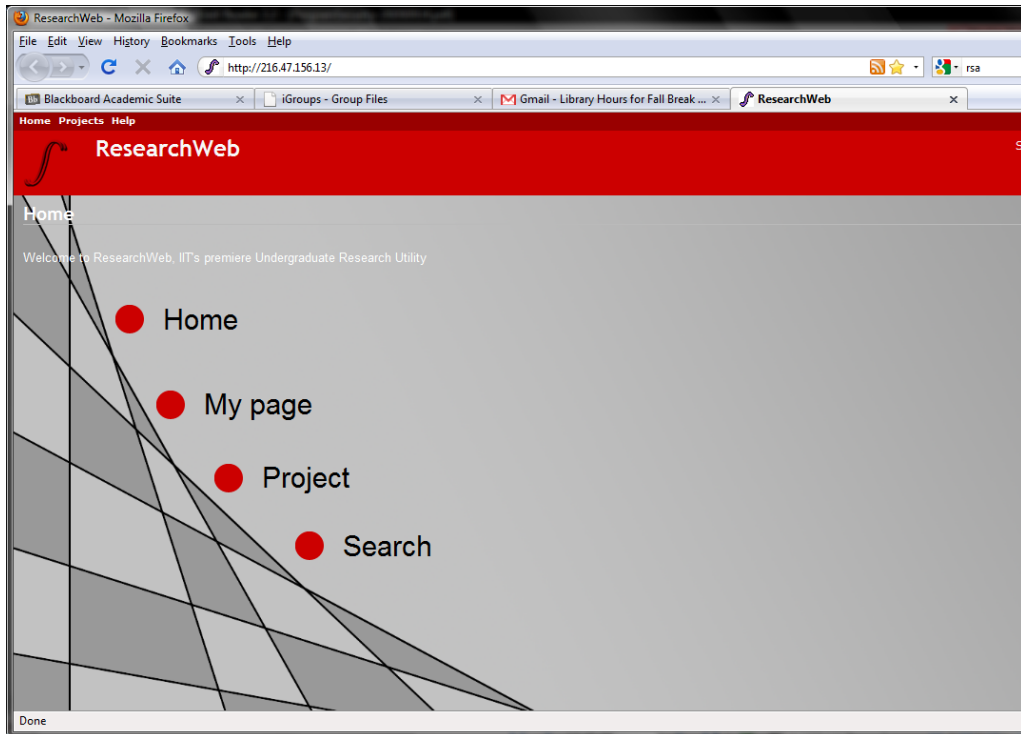 ResearchWeb - Mozilla Firefox
File Edit View History Bookmarks Tools Help
http://216.47.156.13/
rsa
Blackboard Academic Suite
iGroups - Group Files
Gmail - Library Hours for Fall Break ...
ResearchWeb
Home Projects Help
ResearchWeb
S
Home
Welcome to ResearchWeb, IIT's premiere Undergraduate Research Utility
Home
My page
Project
Search
Done